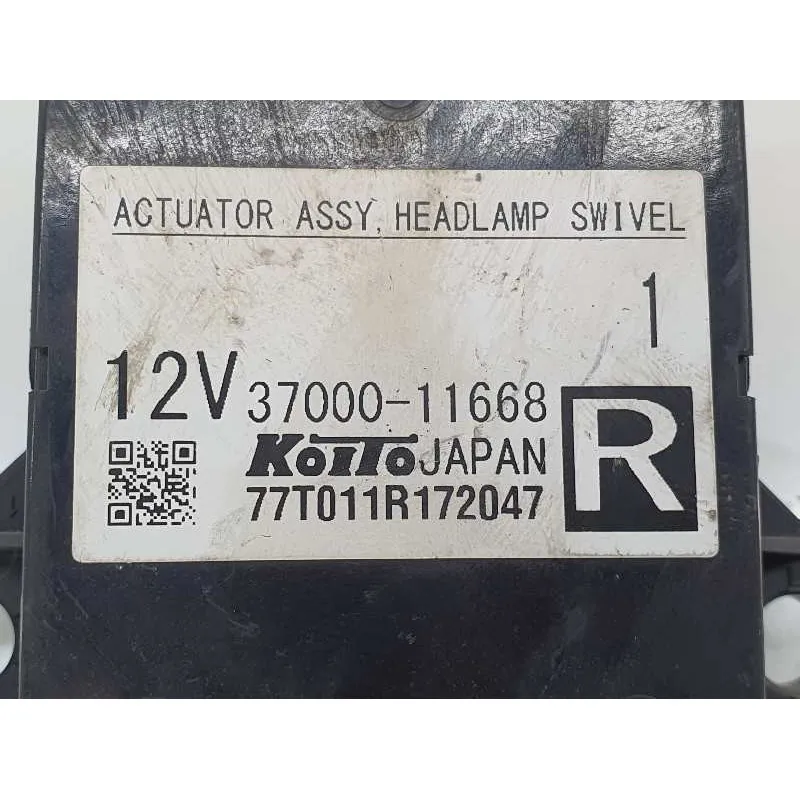 ACTUATOR ASSY, HEADLAMP SWIVEL
1
12V 37000-11668
KOITO JAPAN
77T011R172047
R